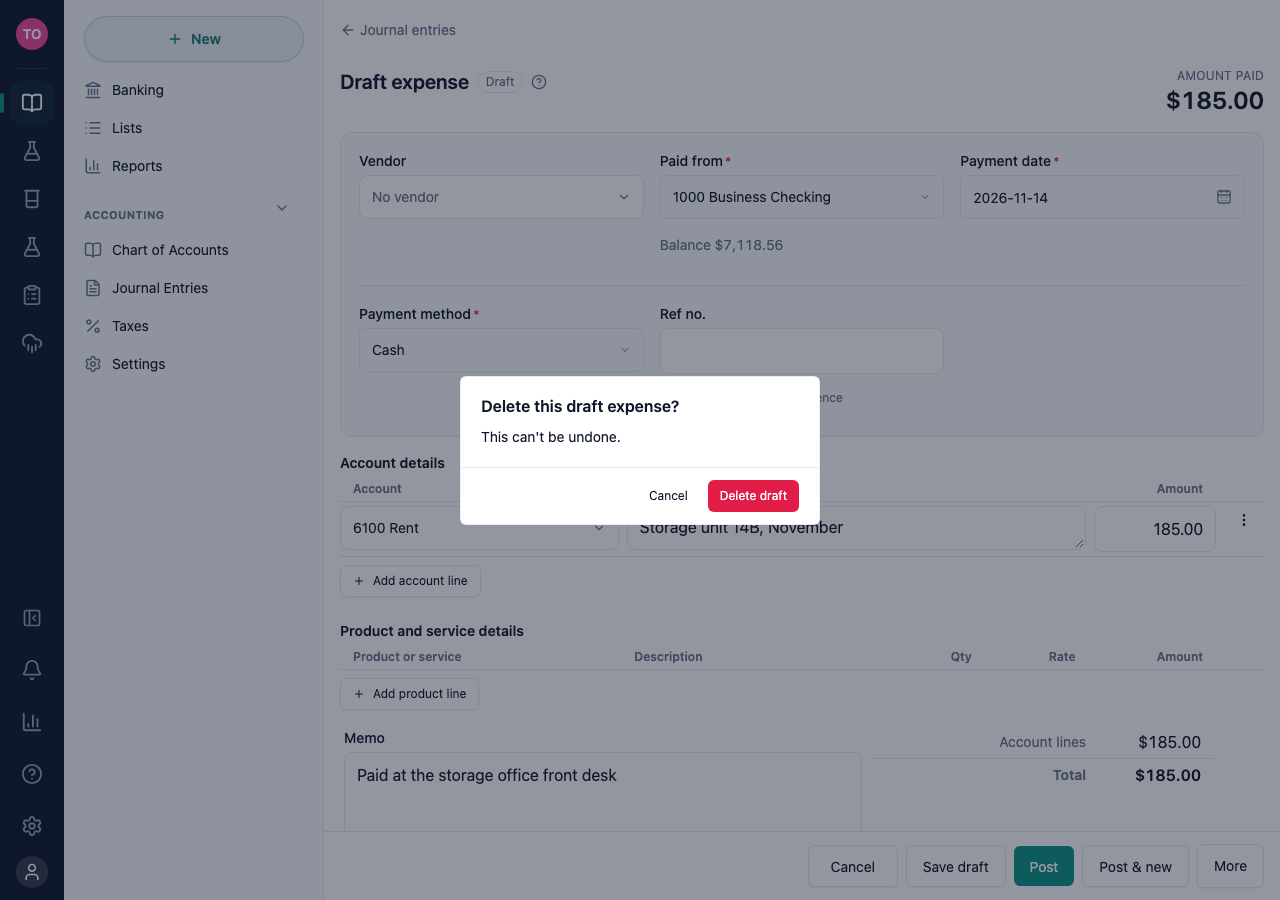 TO
New
Banking
Lists
Reports
ACCOUNTING
Chart of Accounts
Journal Entries
Taxes
Settings
Journal entries
Draft expense
Draft
AMOUNT PAID
$185.00
Vendor
Paid from *
Payment date *
No vendor
1000 Business Checking
2026-11-14
Balance $7,118.56
Payment method *
Ref no.
Cash
Delete this draft expense?
This can't be undone.
Cancel
Delete draft
Account details
Account
Amount
6100 Rent
Storage unit 14B, November
185.00
Add account line
Product and service details
Product or service
Description
Qty
Rate
Amount
Add product line
Memo
Paid at the storage office front desk
Account lines
$185.00
Total
$185.00
Cancel
Save draft
Post
Post & new
More